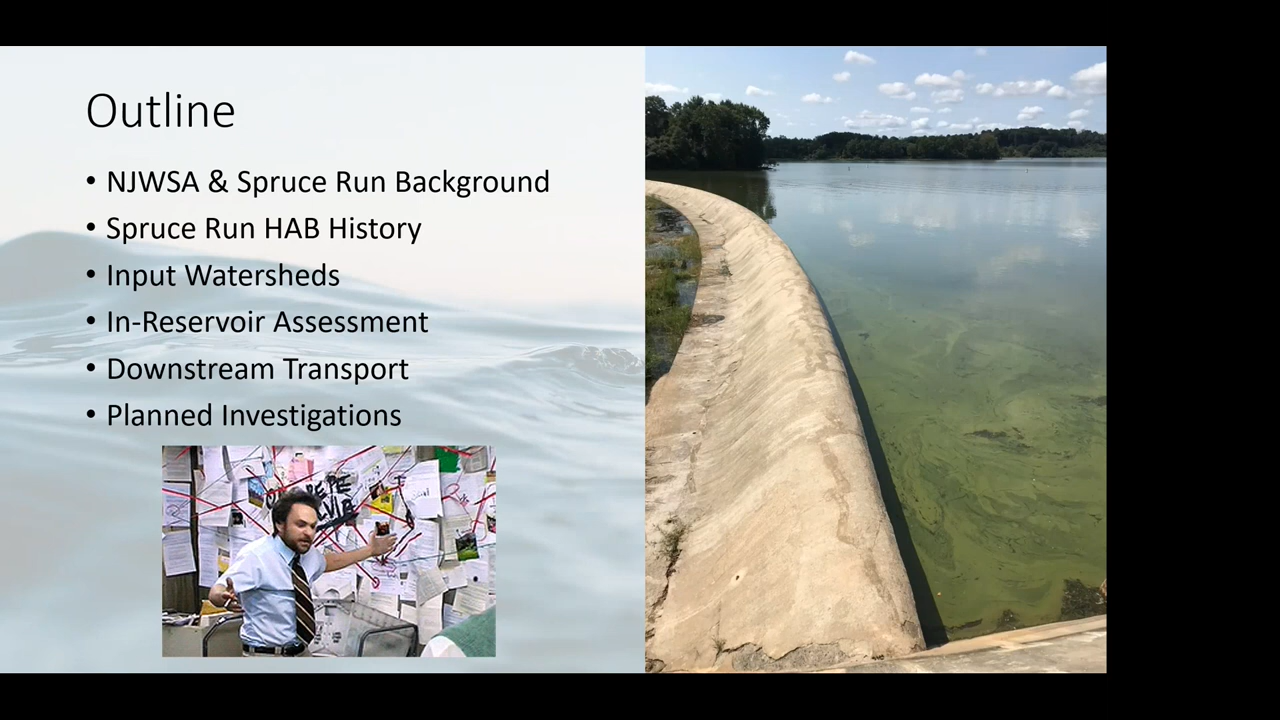 Outline
• NJWSA & Spruce Run Background
• Spruce Run HAB History
• Input Watersheds
• In-Reservoir Assessment
• Downstream Transport
• Planned Investigations